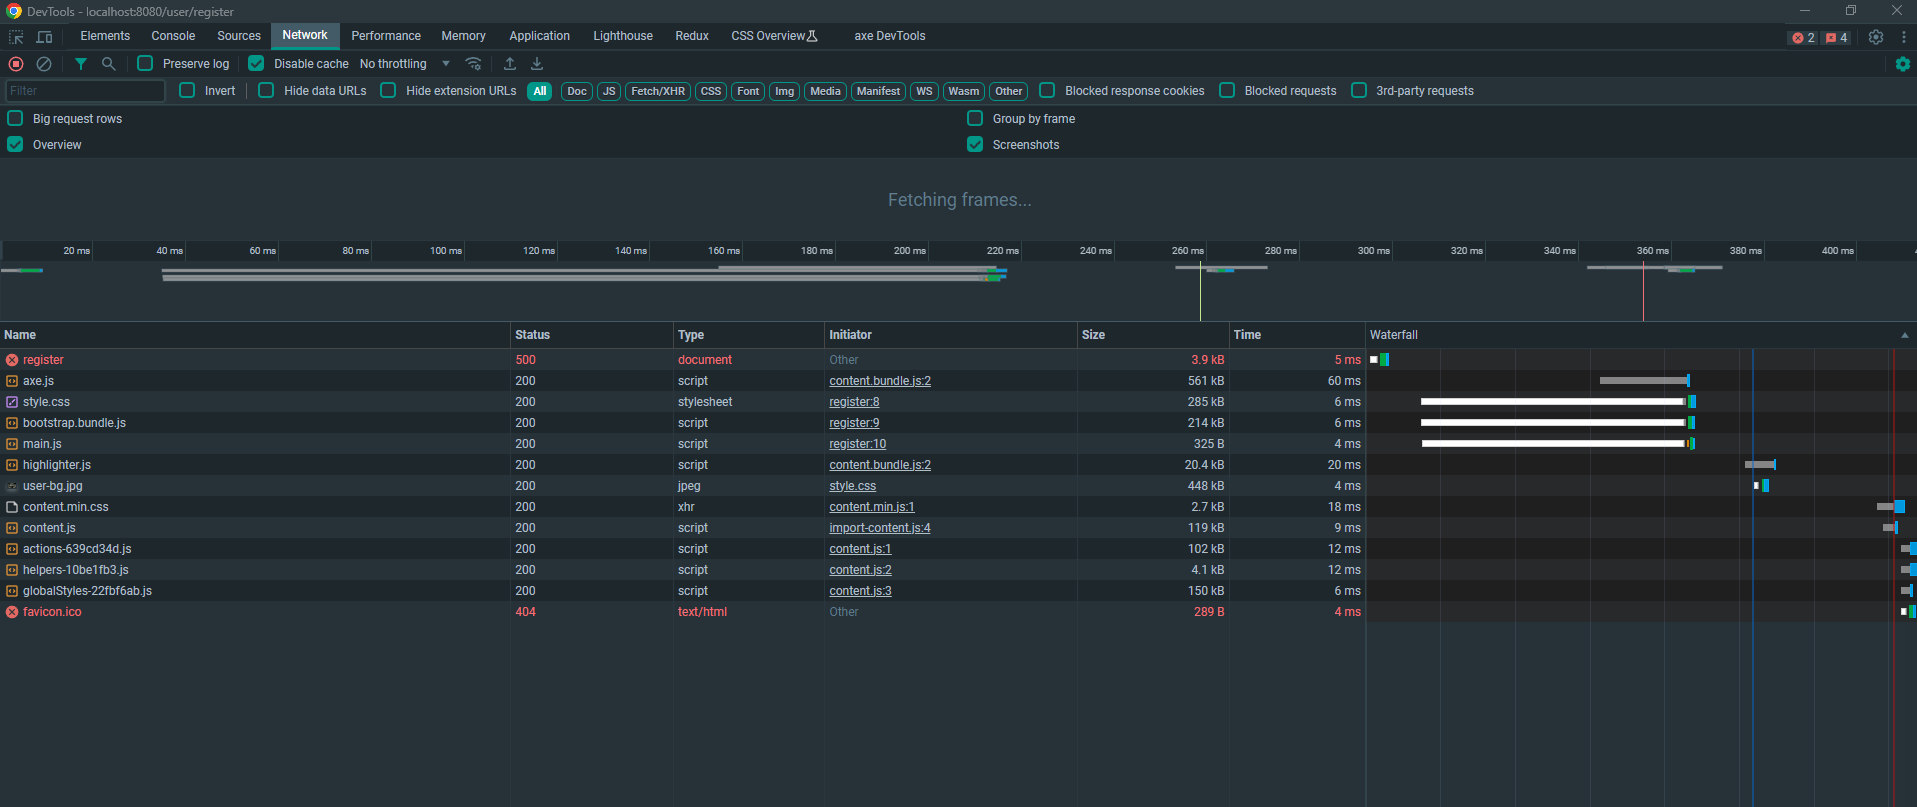 DevTools - localhost:8080/user/register
Elements Console Sources Network Performance Memory Application Lighthouse Redux CSS Overview axe DevTools 2 4
Preserve log Disable cache No throttling
Filter Invert Hide data URLs Hide extension URLs All Doc JS Fetch/XHR CSS Font Img Media Manifest WS Wasm Other Blocked response cookies Blocked requests 3rd-party requests
Big request rows Group by frame
Overview Screenshots
Fetching frames...
20 ms 40 ms 60 ms 80 ms 100 ms 120 ms 140 ms 160 ms 180 ms 200 ms 220 ms 240 ms 260 ms 280 ms 300 ms 320 ms 340 ms 360 ms 380 ms 400 ms
Name Status Type Initiator Size Time Waterfall
register 500 document Other 3.9 kB 5 ms
axe.js 200 script content.bundle.js:2 561 kB 60 ms
style.css 200 stylesheet register:8 285 kB 6 ms
bootstrap.bundle.js 200 script register:9 214 kB 6 ms
main.js 200 script register:10 325 B 4 ms
highlighter.js 200 script content.bundle.js:2 20.4 kB 20 ms
user-bg.jpg 200 jpeg style.css 448 kB 4 ms
content.min.css 200 xhr content.min.js:1 2.7 kB 18 ms
content.js 200 script import-content.js:4 119 kB 9 ms
actions-639cd34d.js 200 script content.js:1 102 kB 12 ms
helpers-10be1fb3.js 200 script content.js:2 4.1 kB 12 ms
globalStyles-22fbf6ab.js 200 script content.js:3 150 kB 6 ms
favicon.ico 404 text/html Other 289 B 4 ms